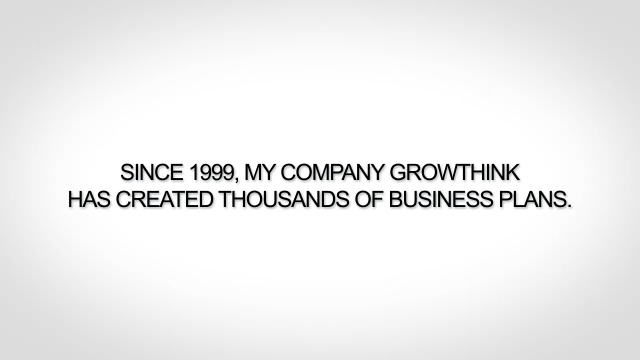 SINCE 1999, MY COMPANY GROWTHINK
HAS CREATED THOUSANDS OF BUSINESS PLANS.